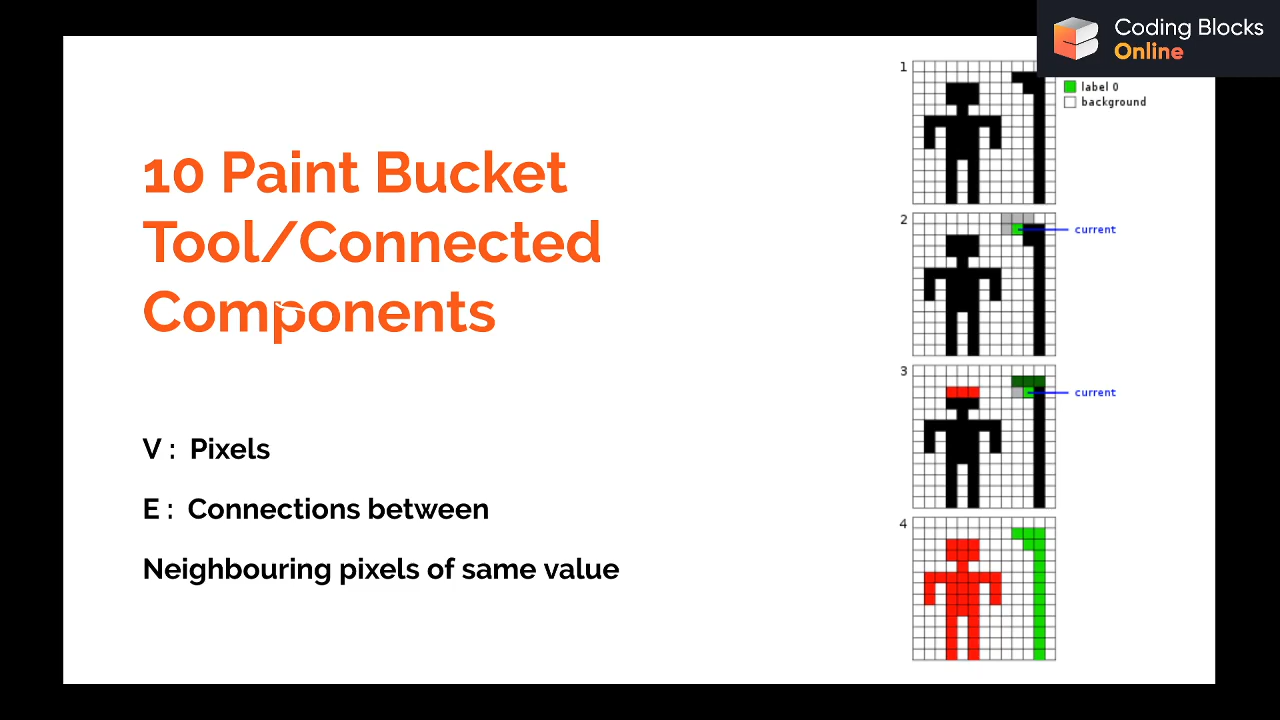 Coding Blocks
Online
10 Paint Bucket
Tool/Connected
Components
V : Pixels
E : Connections between
Neighbouring pixels of same value
1
label 0
background
2
current
3
current
4